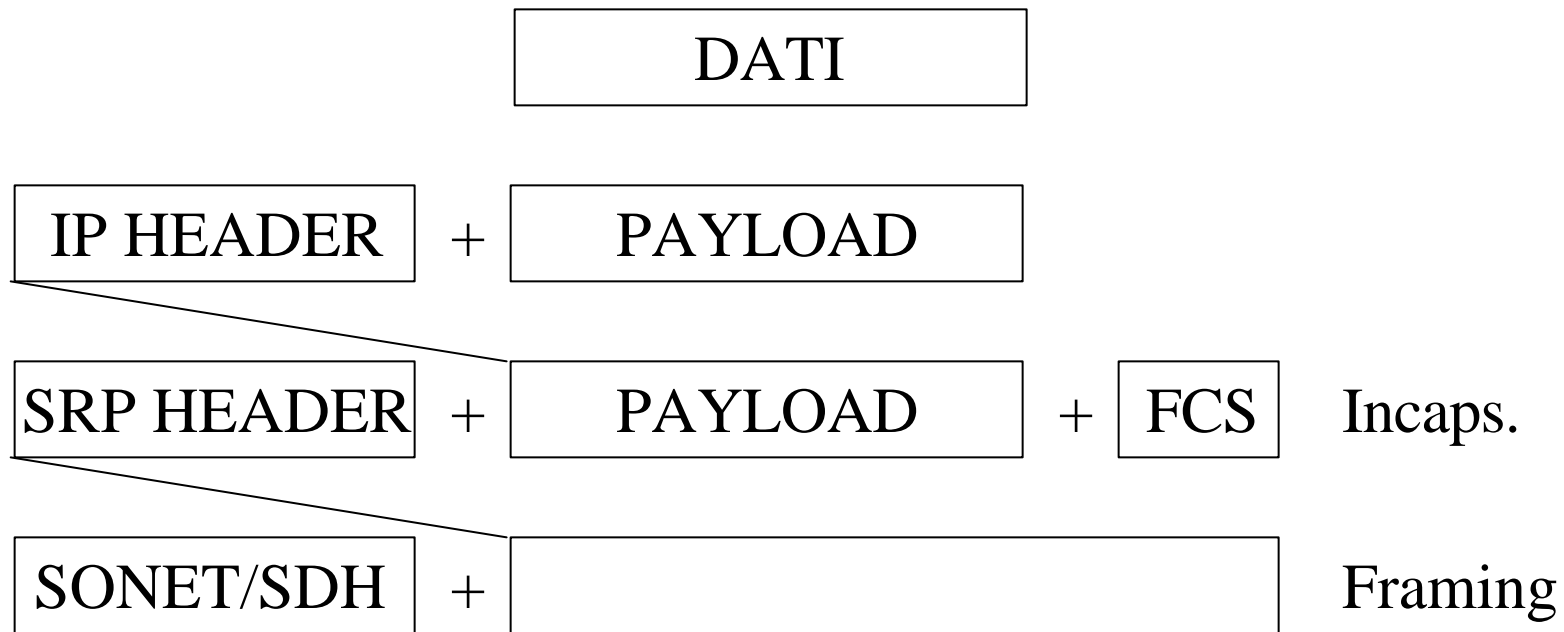 DATI
IP HEADER + PAYLOAD
SRP HEADER + PAYLOAD + FCS Incaps.
SONET/SDH + Framing